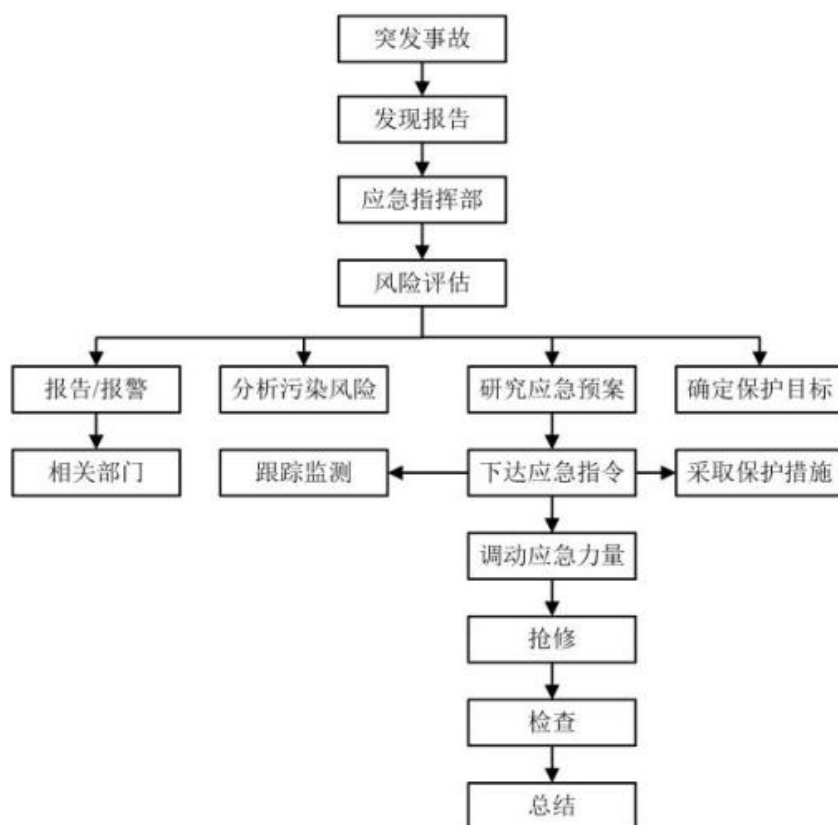 突发事故
发现报告
应急指挥部
风险评估
报告/报警
分析污染风险
研究应急预案
确定保护目标
相关部门
跟踪监测
下达应急指令
采取保护措施
调动应急力量
抢修
检查
总结